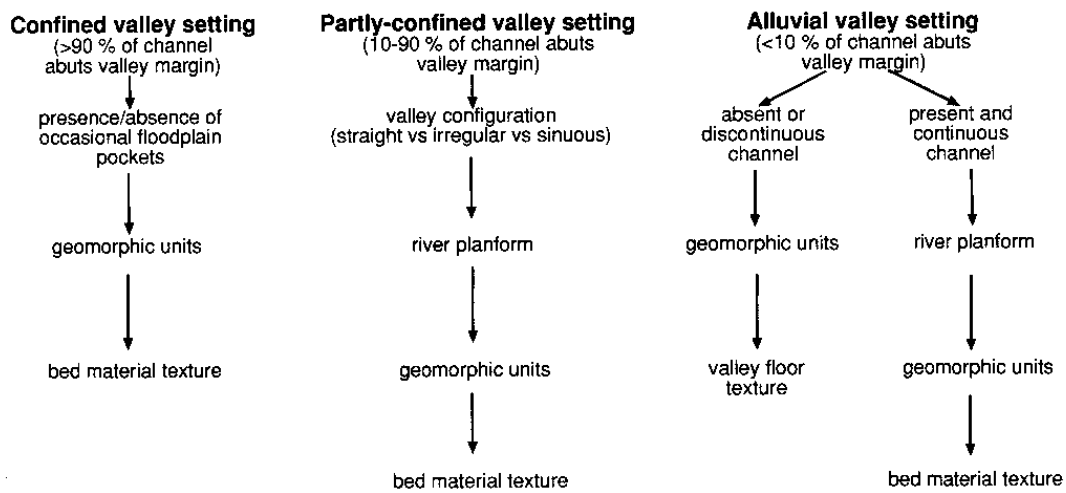 Confined valley setting
(>90 % of channel
abuts valley margin)
presence/absence of
occasional floodplain
pockets
geomorphic units
bed material texture
Partly-confined valley setting
(10-90 % of channel abuts
valley margin)
valley configuration
(straight vs irregular vs sinuous)
river planform
geomorphic units
bed material texture
Alluvial valley setting
(<10 % of channel abuts
valley margin)
absent or
discontinuous
channel
geomorphic units
valley floor
texture
present and
continuous
channel
river planform
geomorphic units
bed material texture